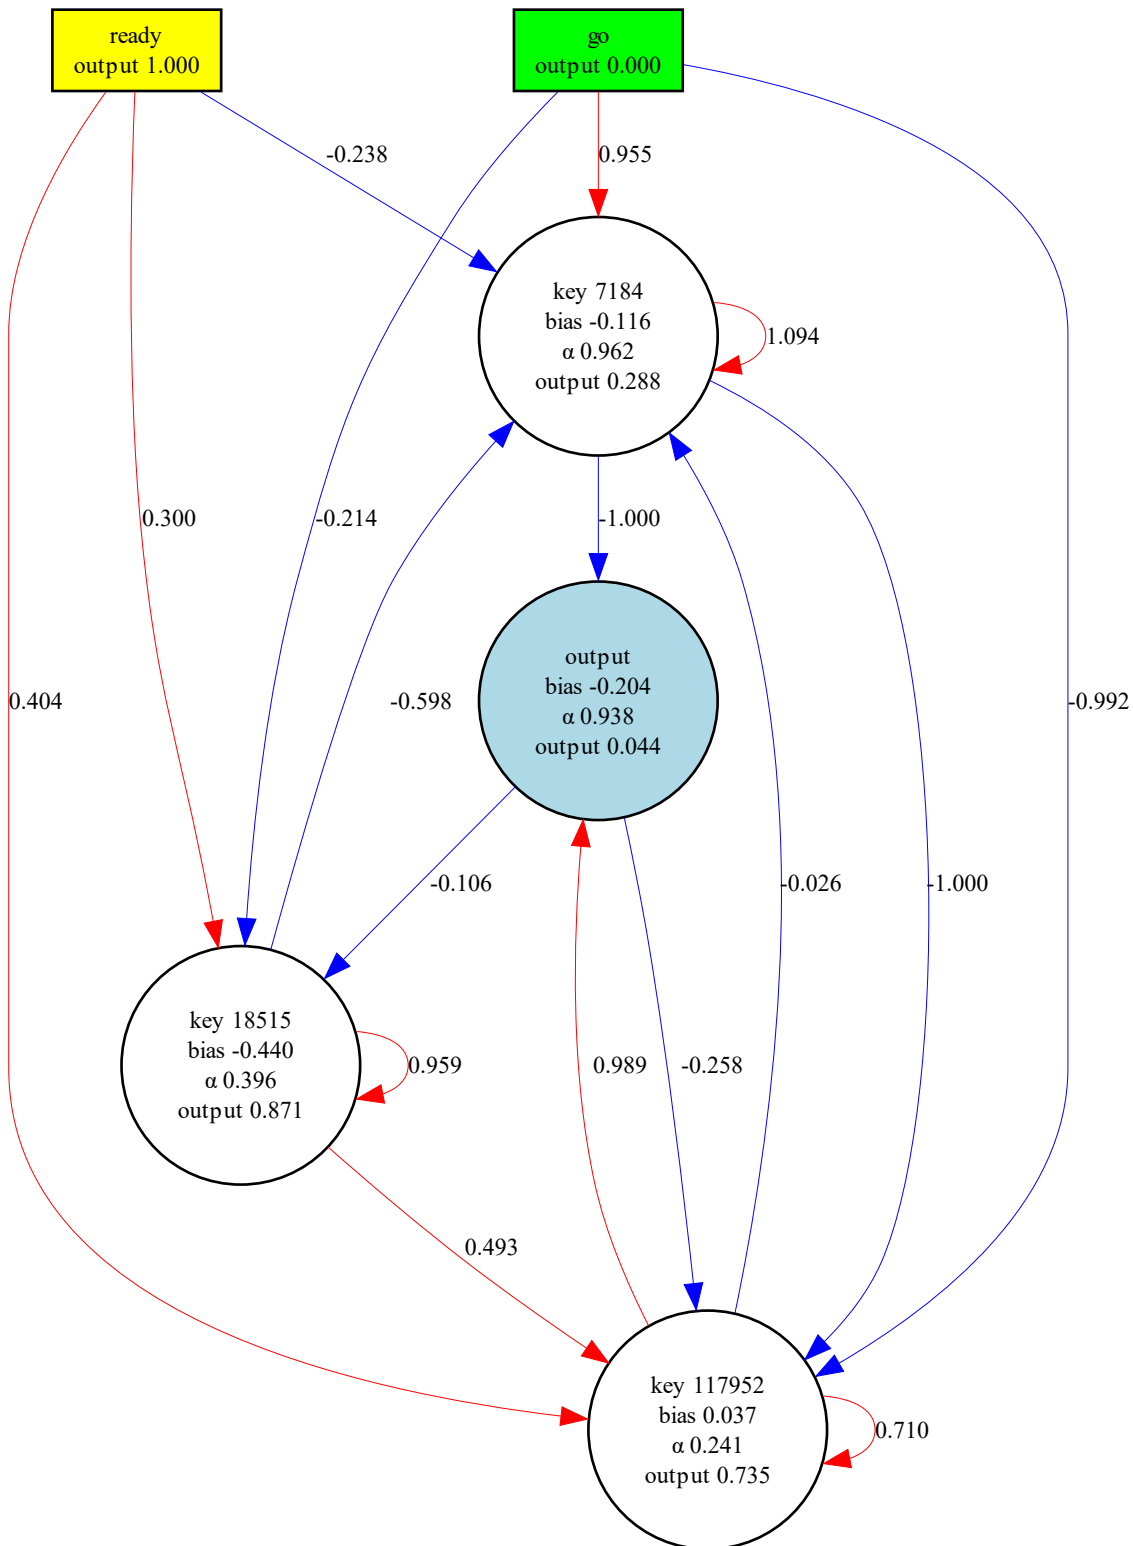 ready
output 1.000
go
output 0.000
-0.238
0.955
key 7184
bias -0.116
α 0.962
output 0.288
1.094
0.300
-0.214
-1.000
output
bias -0.204
α 0.938
output 0.044
0.404
-0.598
-0.992
-0.106
-0.026
-1.000
key 18515
bias -0.440
α 0.396
output 0.871
0.959
0.989
-0.258
0.493
key 117952
bias 0.037
α 0.241
output 0.735
0.710